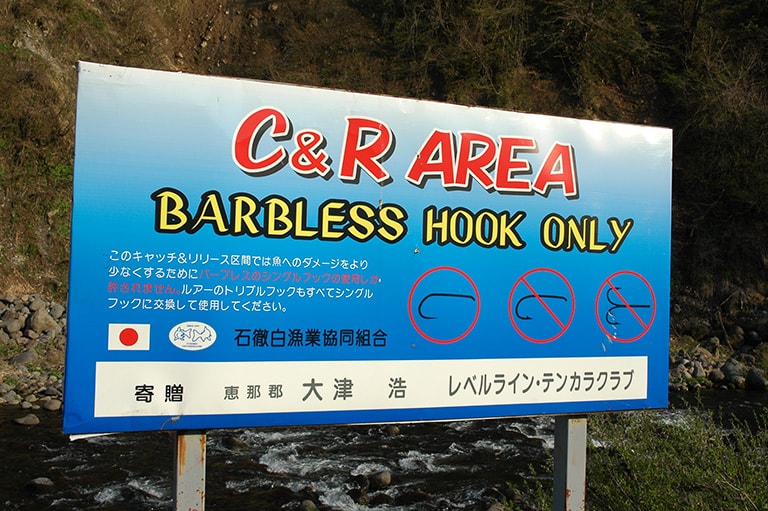 C&R AREA
BARBLESS HOOK ONLY
このキャッチ&リリース区間では魚へのダメージをより
少なくするためにバーブレスのシングルフックの使用しか
許されません。ルアーのトリプルフックもすべてシングル
フックに交換して使用してください。
石徹白漁業協同組合
寄贈 恵那郡 大津 浩 レベルライン・テンカラクラブ